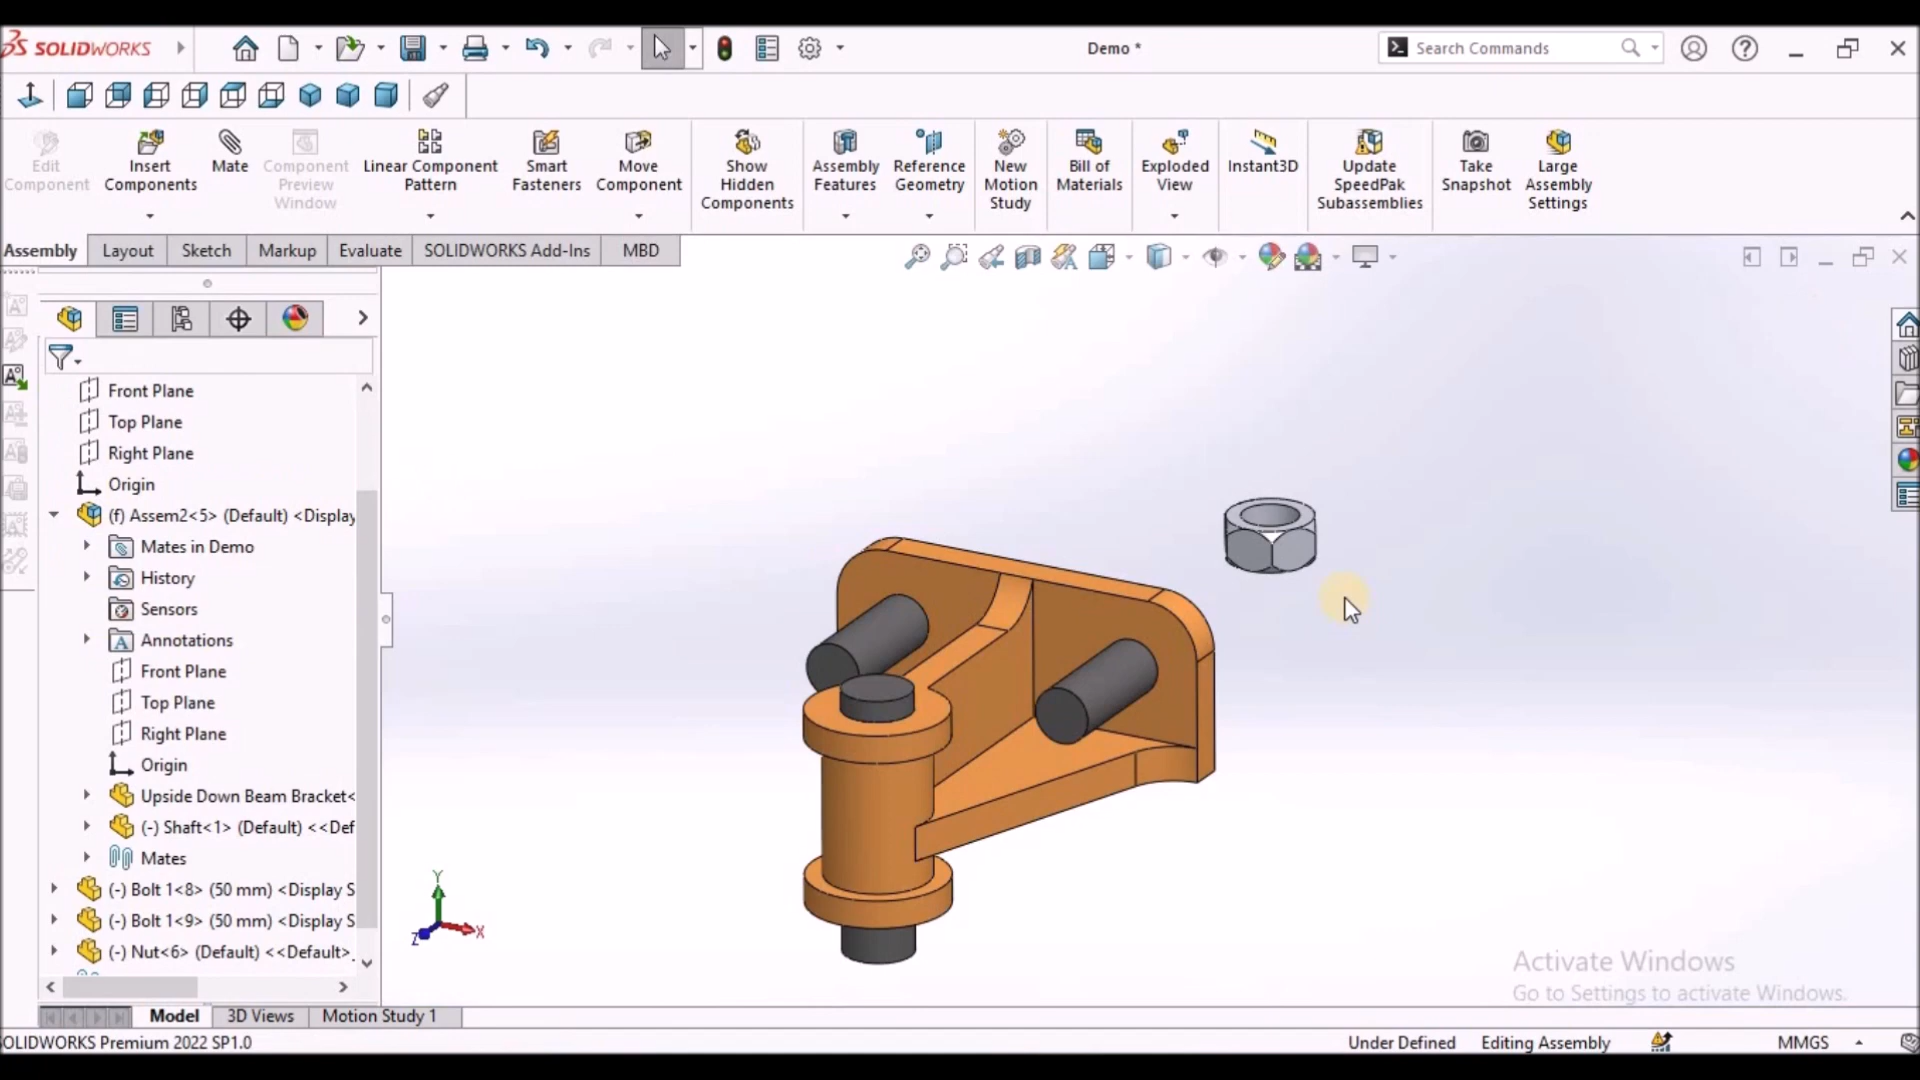 SOLIDWORKS
Demo *
Search Commands
Edit
Component
Insert
Components
Mate
Component
Preview
Window
Linear Component
Pattern
Smart
Fasteners
Move
Component
Show
Hidden
Components
Assembly
Features
Reference
Geometry
New
Motion
Study
Bill of
Materials
Exploded
View
Instant3D
Update
SpeedPak
Subassemblies
Take
Snapshot
Large
Assembly
Settings
Assembly
Layout
Sketch
Markup
Evaluate
SOLIDWORKS Add-Ins
MBD
Front Plane
Top Plane
Right Plane
Origin
(f) Assem2<5> (Default) <Display
Mates in Demo
History
Sensors
Annotations
Front Plane
Top Plane
Right Plane
Origin
Upside Down Beam Bracket<
(-) Shaft<1> (Default) <<Def
Mates
(-) Bolt 1<8> (50 mm) <Display S
(-) Bolt 1<9> (50 mm) <Display S
(-) Nut<6> (Default) <<Default>_
Y
X
Z
Activate Windows
Go to Settings to activate Windows.
Model
3D Views
Motion Study 1
SOLIDWORKS Premium 2022 SP1.0
Under Defined
Editing Assembly
MMGS